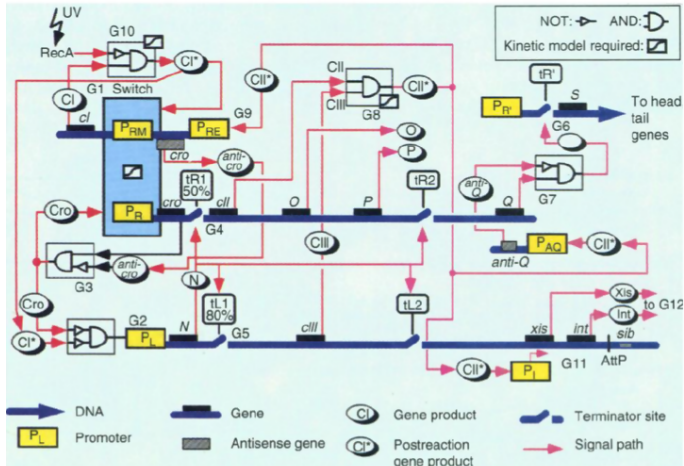 UV
G10
NOT: AND:
Kinetic model required:
RecA
CI*
CII*
CII
CIII
CII*
G8
tR'
S
PR'
To head
tail
genes
G6
G1
Switch
CI
cI
PRM
PRE
G9
cro
anti-
cro
O
P
anti-
Q
G7
tR1
50%
tR2
Cro
PR
cro
cII
O
P
Q
G4
anti-Q
PAQ
CII*
G3
anti-
cro
N
CIII
Cro
tL1
80%
tL2
Xis
Int
to G12
CI*
G2
PL
N
G5
cIII
xis
int
sib
AttP
G11
CII*
PI
DNA
Gene
CI
Gene product
Terminator site
PL
Promoter
Antisense gene
CI*
Postreaction
gene product
Signal path